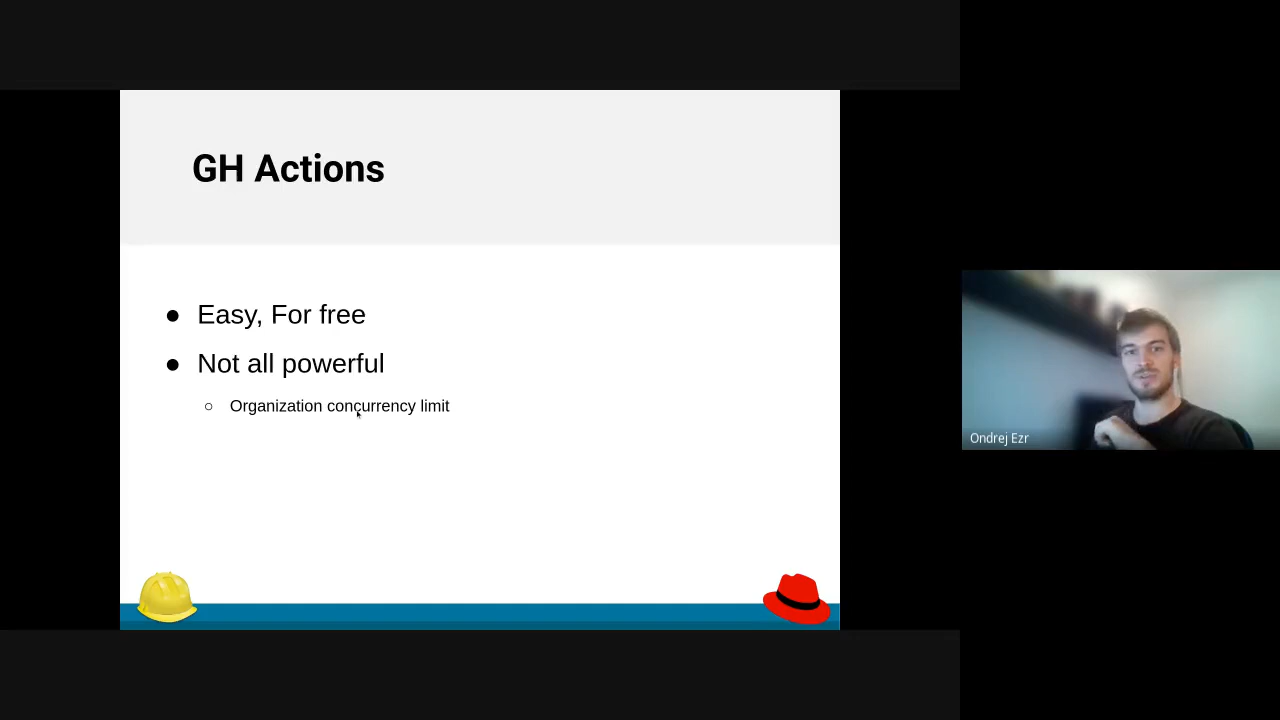 GH Actions
● Easy, For free
● Not all powerful
○ Organization concurrency limit
Ondrej Ezr